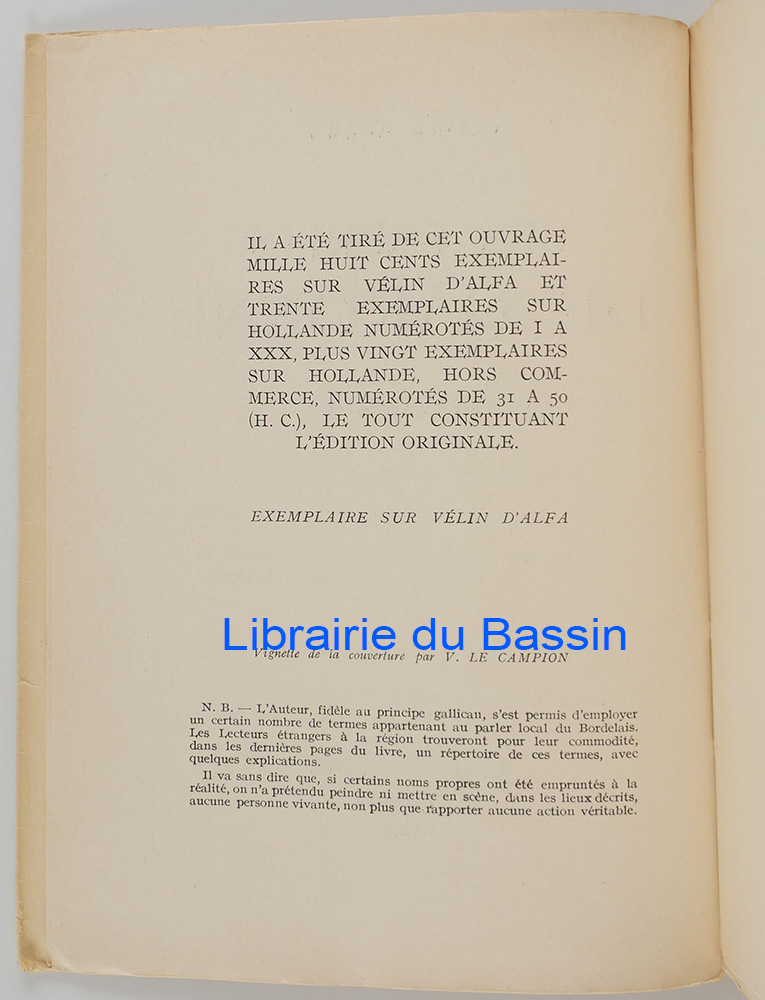 IL A ÉTÉ TIRÉ DE CET OUVRAGE
MILLE HUIT CENTS EXEMPLAI-
RES SUR VÉLIN D'ALFA ET
TRENTE EXEMPLAIRES SUR
HOLLANDE NUMÉROTÉS DE I A
XXX, PLUS VINGT EXEMPLAIRES
SUR HOLLANDE, HORS COM-
MERCE, NUMÉROTÉS DE 31 A 50
(H. C.), LE TOUT CONSTITUANT
L'ÉDITION ORIGINALE.
EXEMPLAIRE SUR VÉLIN D'ALFA
Librairie du Bassin
Vignette de la couverture par V. LE CAMPION
N. B. — L'Auteur, fidèle au principe gallican, s'est permis d'employer
un certain nombre de termes appartenant au parler local du Bordelais.
Les Lecteurs étrangers à la région trouveront pour leur commodité,
dans les dernières pages du livre, un répertoire de ces termes, avec
quelques explications.
Il va sans dire que, si certains noms propres ont été empruntés à la
réalité, on n'a prétendu peindre ni mettre en scène, dans les lieux décrits,
aucune personne vivante, non plus que rapporter aucune action véritable.